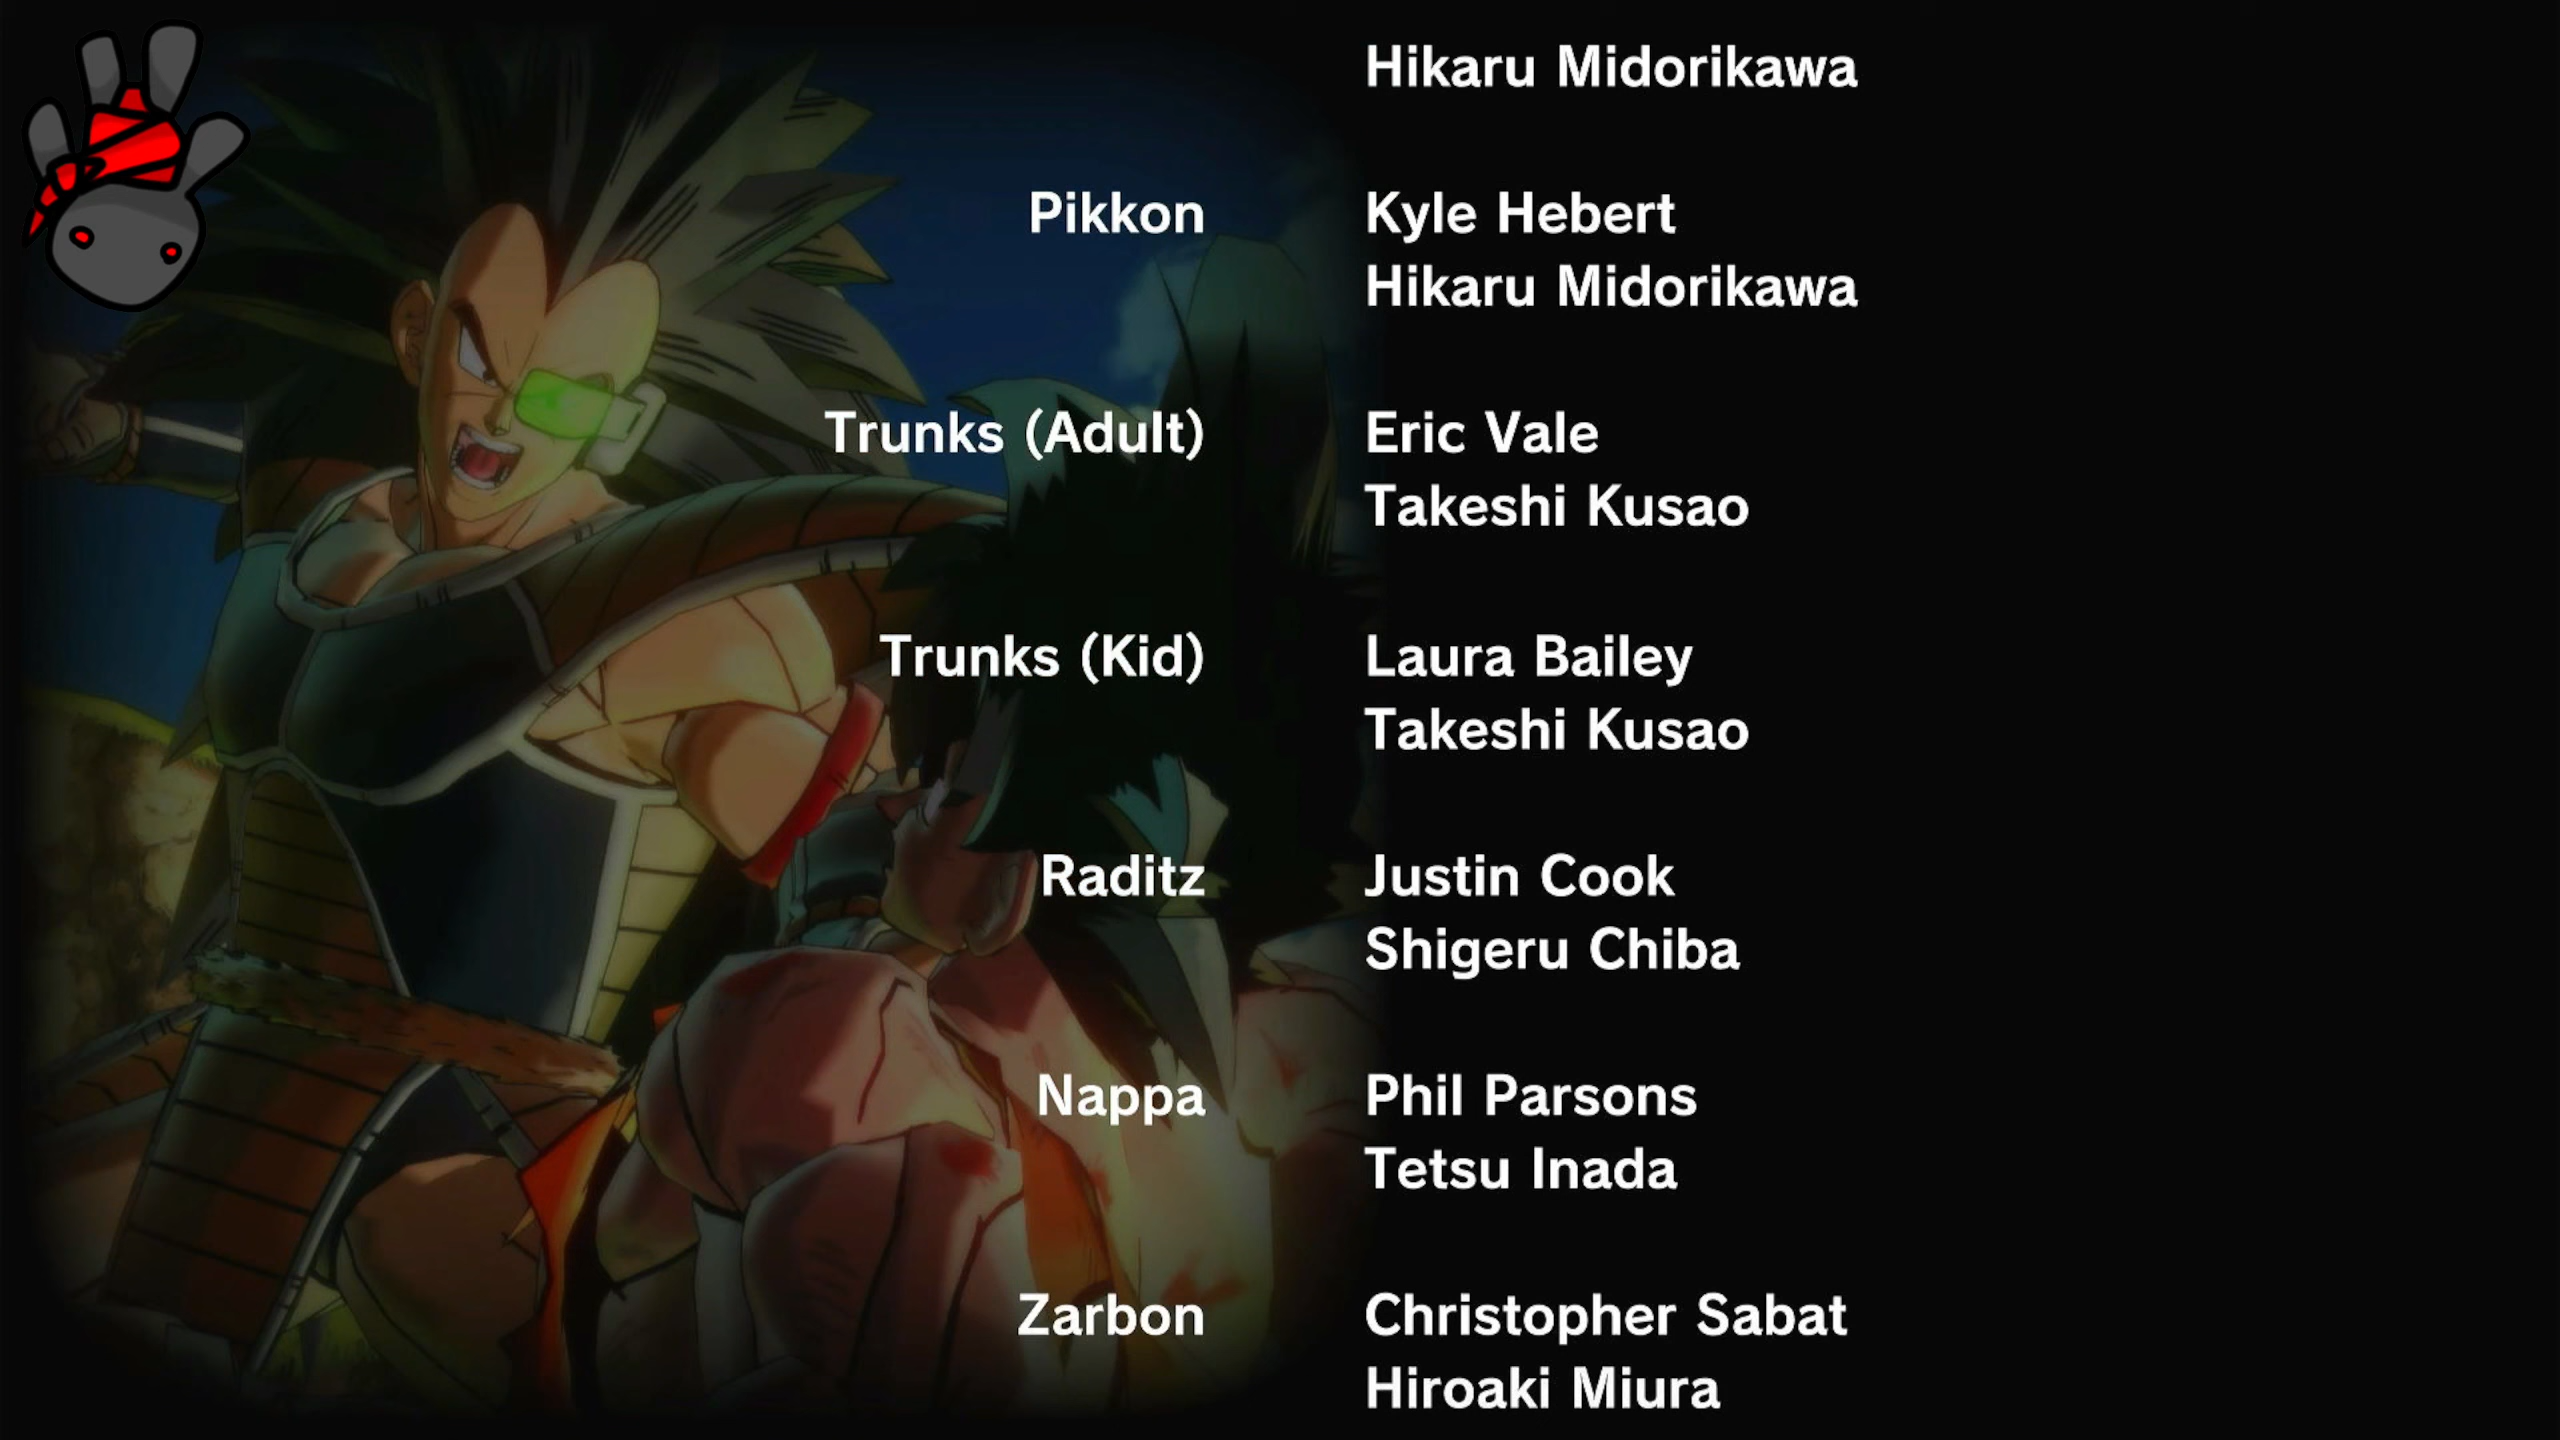 Hikaru Midorikawa
Pikkon Kyle Hebert
Hikaru Midorikawa
Trunks (Adult) Eric Vale
Takeshi Kusao
Trunks (Kid) Laura Bailey
Takeshi Kusao
Raditz Justin Cook
Shigeru Chiba
Nappa Phil Parsons
Tetsu Inada
Zarbon Christopher Sabat
Hiroaki Miura